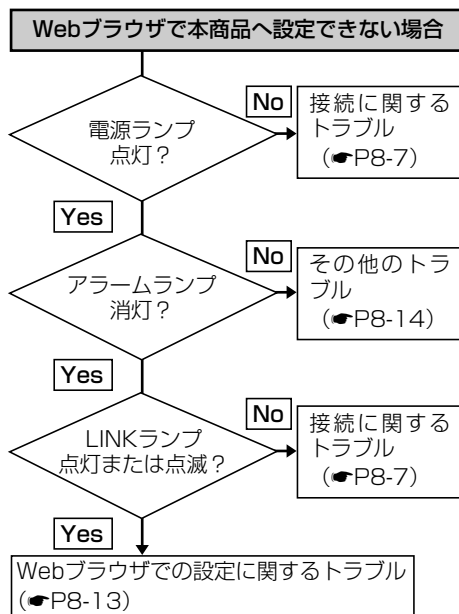 Webブラウザで本商品へ設定できない場合
電源ランプ
点灯？
No
接続に関する
トラブル
（☛P8-7）
Yes
アラームランプ
消灯？
No
その他のトラ
ブル
（☛P8-14）
Yes
LINKランプ
点灯または点滅？
No
接続に関する
トラブル
（☛P8-7）
Yes
Webブラウザでの設定に関するトラブル
（☛P8-13）